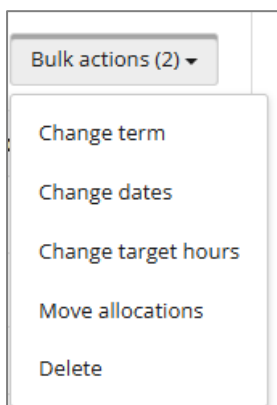 Bulk actions (2)
Change term
Change dates
Change target hours
Move allocations
Delete